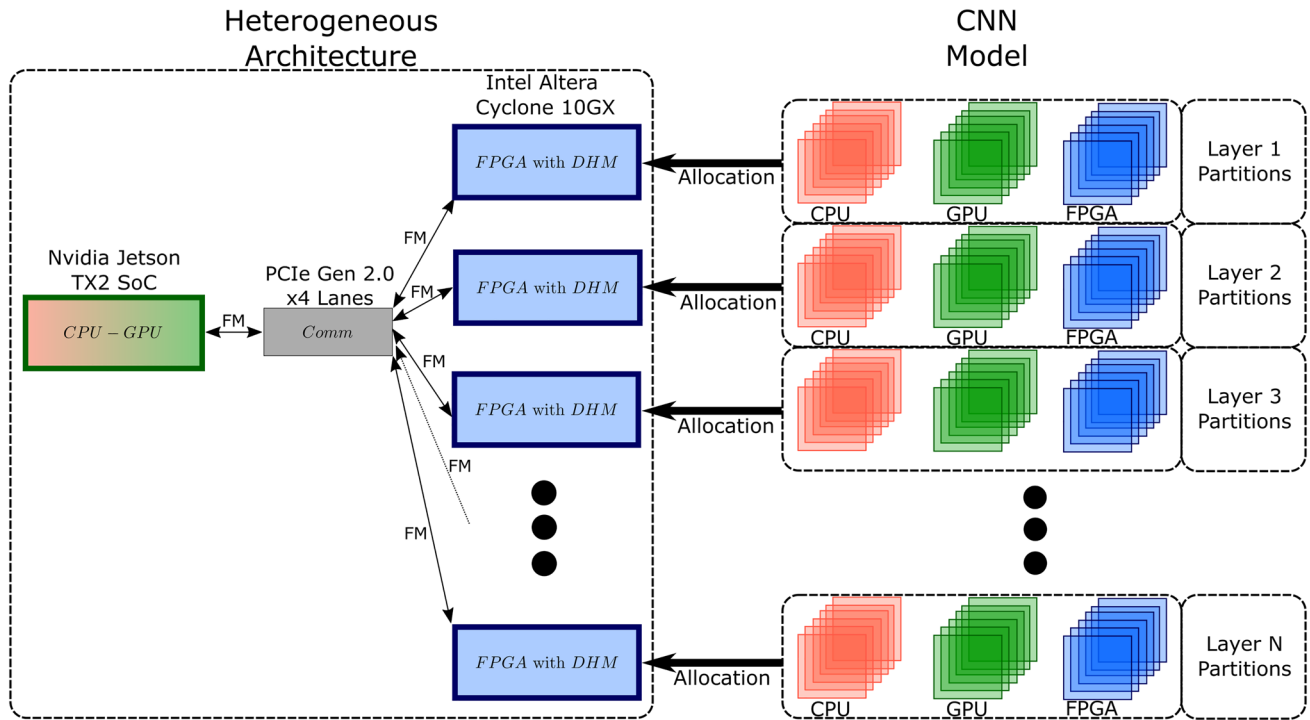 Heterogeneous
Architecture
CNN
Model
Intel Altera
Cyclone 10GX
FPGA with DHM
Allocation
CPU
GPU
FPGA
Layer 1
Partitions
FM
Nvidia Jetson
TX2 SoC
CPU – GPU
FM
PCIe Gen 2.0
x4 Lanes
Comm
FM
FPGA with DHM
Allocation
CPU
GPU
FPGA
Layer 2
Partitions
FM
FPGA with DHM
Allocation
Layer 3
Partitions
FM
FM
FPGA with DHM
Allocation
CPU
GPU
FPGA
Layer N
Partitions